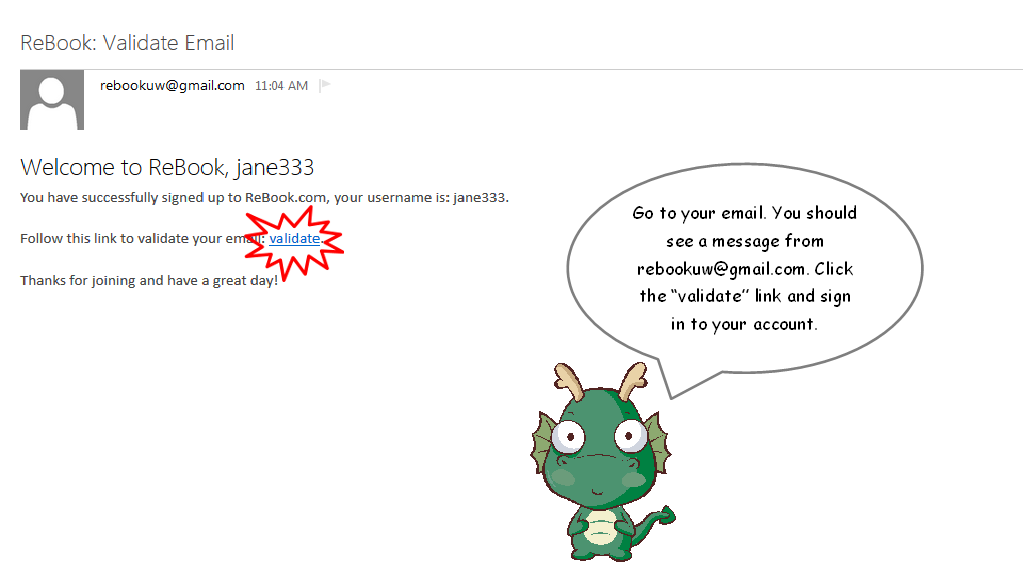 ReBook: Validate Email
rebookuw@gmail.com 11:04 AM
Welcome to ReBook, jane333
You have successfully signed up to ReBook.com, your username is: jane333.
Follow this link to validate your email: validate.
Thanks for joining and have a great day!
Go to your email. You should
see a message from
rebookuw@gmail.com. Click
the “validate” link and sign
in to your account.